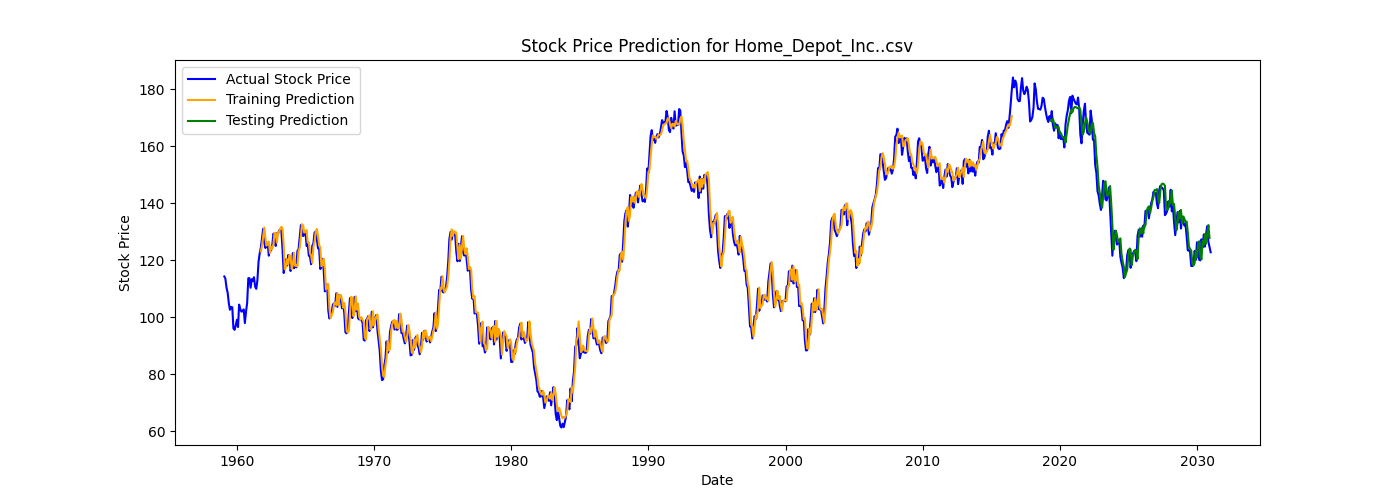 Stock Price Prediction for Home_Depot_Inc..csv
Actual Stock Price
Training Prediction
Testing Prediction
Stock Price
180
160
140
120
100
80
60
1960 1970 1980 1990 2000 2010 2020 2030
Date